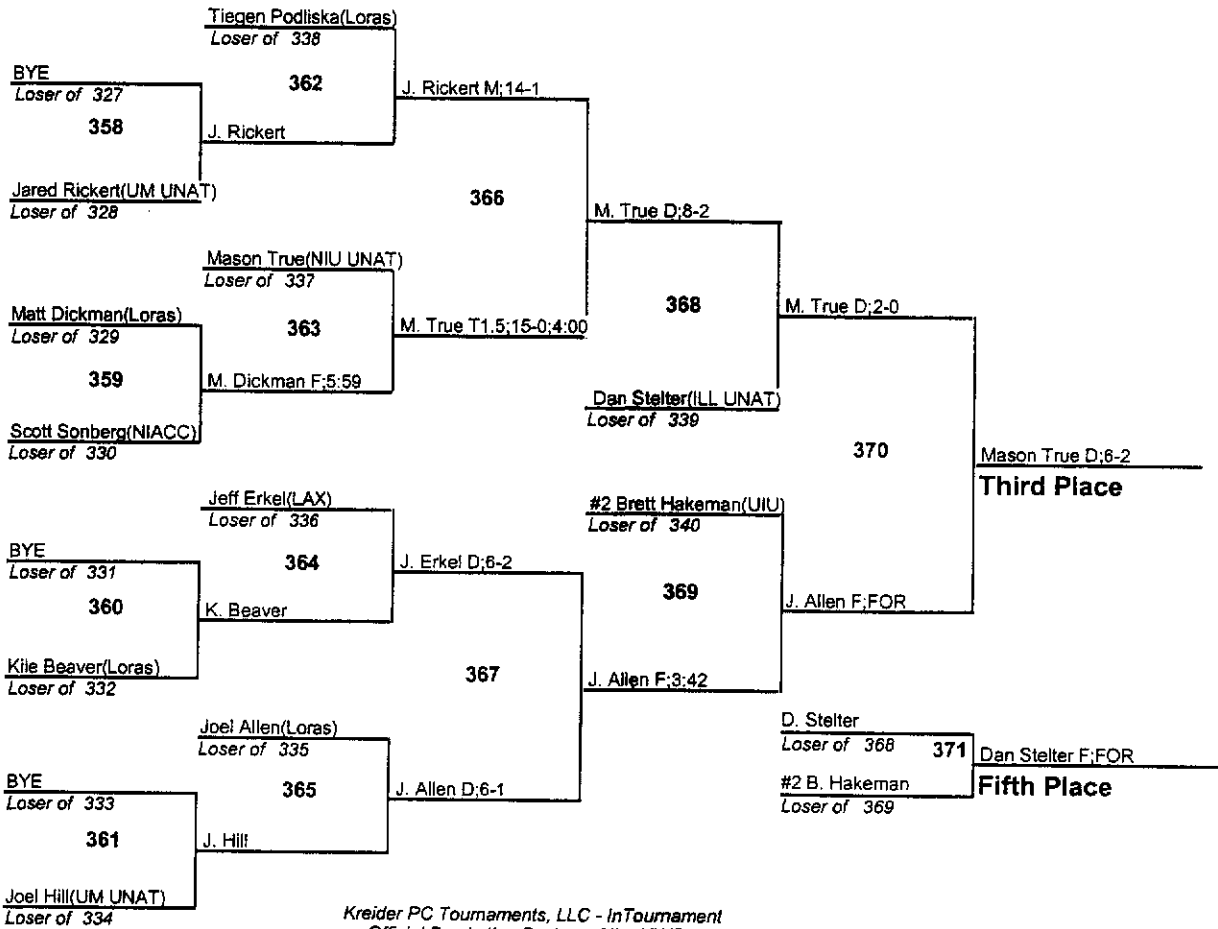 Tiegen Podliska(Loras)
Loser of 338
BYE
Loser of 327
362
J. Rickert M;14-1
358
J. Rickert
Jared Rickert(UM UNAT)
Loser of 328
366
M. True D;8-2
Mason True(NIU UNAT)
Loser of 337
Matt Dickman(Loras)
Loser of 329
363
M. True T1.5;15-0;4:00
368
M. True D;2-0
359
M. Dickman F;5:59
Dan Stelter(ILL UNAT)
Loser of 339
Scott Sonberg(NIACC)
Loser of 330
370
Mason True D;6-2
Third Place
Jeff Erkel(LAX)
Loser of 336
#2 Brett Hakeman(UIU)
Loser of 340
BYE
Loser of 331
364
J. Erkel D;6-2
369
360
K. Beaver
J. Allen F;FOR
Kile Beaver(Loras)
Loser of 332
367
J. Allen F;3:42
Joel Allen(Loras)
Loser of 335
D. Stelter
Loser of 368
371
Dan Stelter F;FOR
Fifth Place
BYE
Loser of 333
365
J. Allen D;6-1
#2 B. Hakeman
Loser of 369
361
J. Hill
Joel Hill(UM UNAT)
Loser of 334
Kreider PC Tournaments, LLC - InTournament